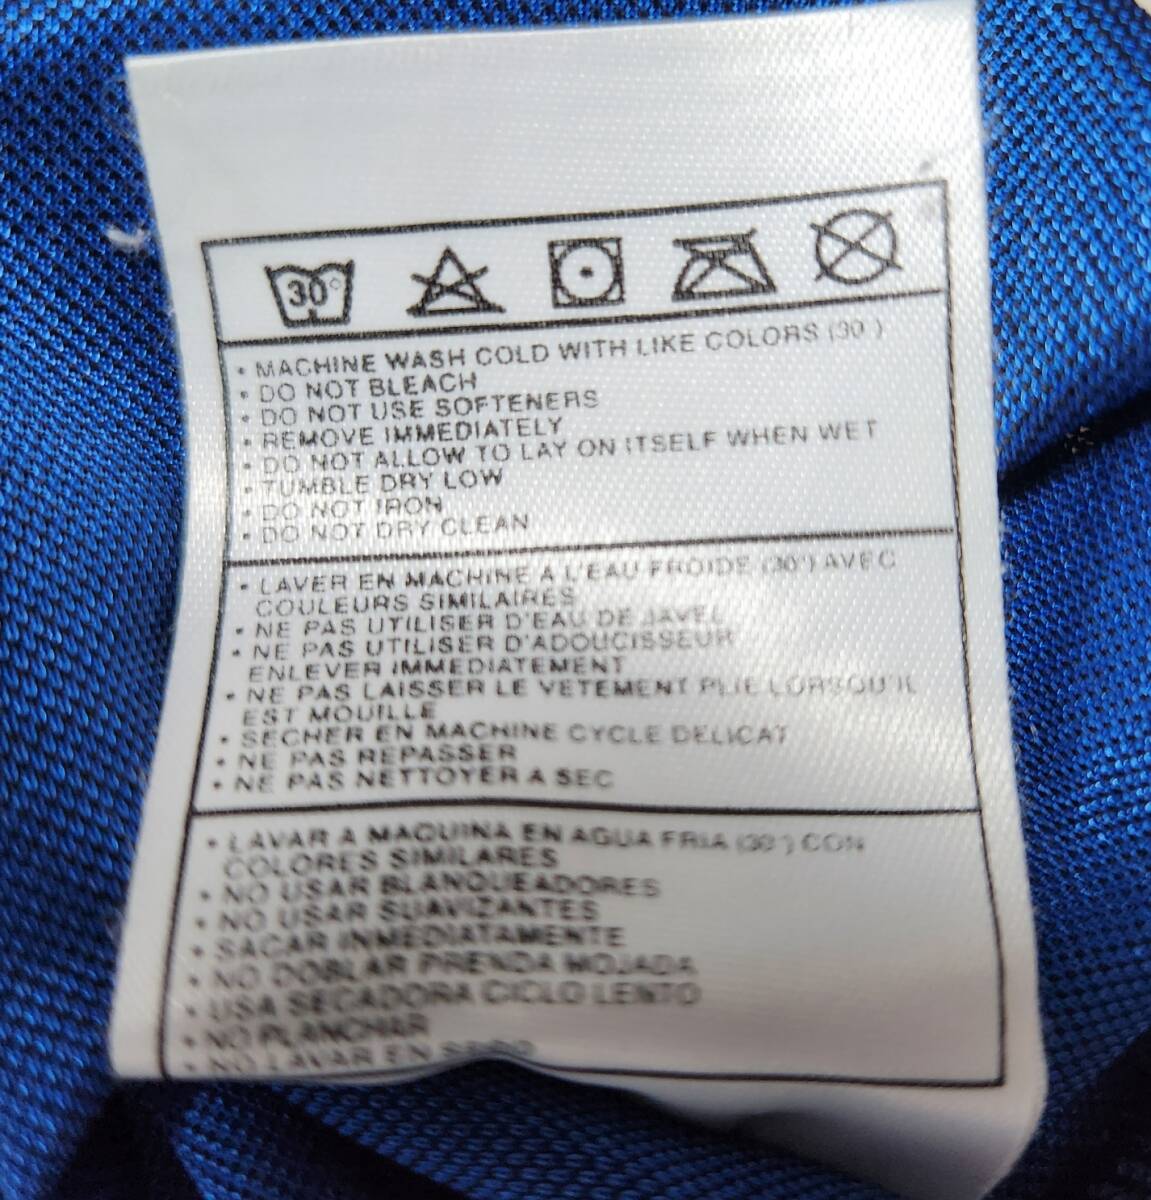 30°
• MACHINE WASH COLD WITH LIKE COLORS (30°)
• DO NOT BLEACH
• DO NOT USE SOFTENERS
• REMOVE IMMEDIATELY
• DO NOT ALLOW TO LAY ON ITSELF WHEN WET
• TUMBLE DRY LOW
• DO NOT IRON
• DO NOT DRY CLEAN
• LAVER EN MACHINE A L'EAU FROIDE (30°) AVEC
COULEURS SIMILAIRES
• NE PAS UTILISER D'EAU DE JAVEL
• NE PAS UTILISER D'ADOUCISSEUR
ENLEVER IMMEDIATEMENT
• NE PAS LAISSER LE VETEMENT PLIE LORSQU'IL
EST MOUILLE
• SECHER EN MACHINE CYCLE DELICAT
• NE PAS REPASSER
• NE PAS NETTOYER A SEC
• LAVAR A MAQUINA EN AGUA FRIA (30°) CON
COLORES SIMILARES
• NO USAR BLANQUEADORES
• NO USAR SUAVIZANTES
• SACAR INMEDIATAMENTE
• NO DOBLAR PRENDA MOJADA
• USA SECADORA CICLO LENTO
• NO PLANCHAR
• NO LAVAR EN